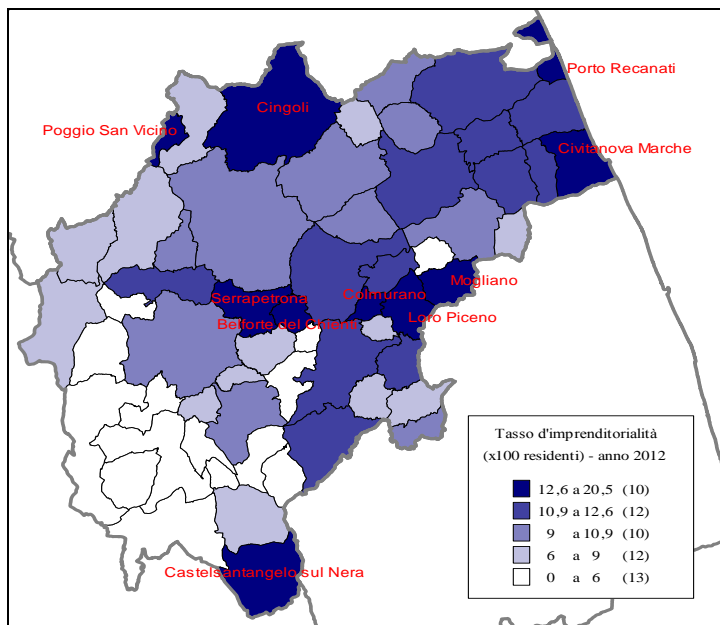 Porto Recanati
Cingoli
Poggio San Vicino
Civitanova Marche
Mogliano
Serrapetrona
Colmurano
Loro Piceno
Belforte del Chienti
Castelsantangelo sul Nera
Tasso d'imprenditorialità
(x100 residenti) - anno 2012
12,6 a 20,5 (10)
10,9 a 12,6 (12)
9 a 10,9 (10)
6 a 9 (12)
0 a 6 (13)